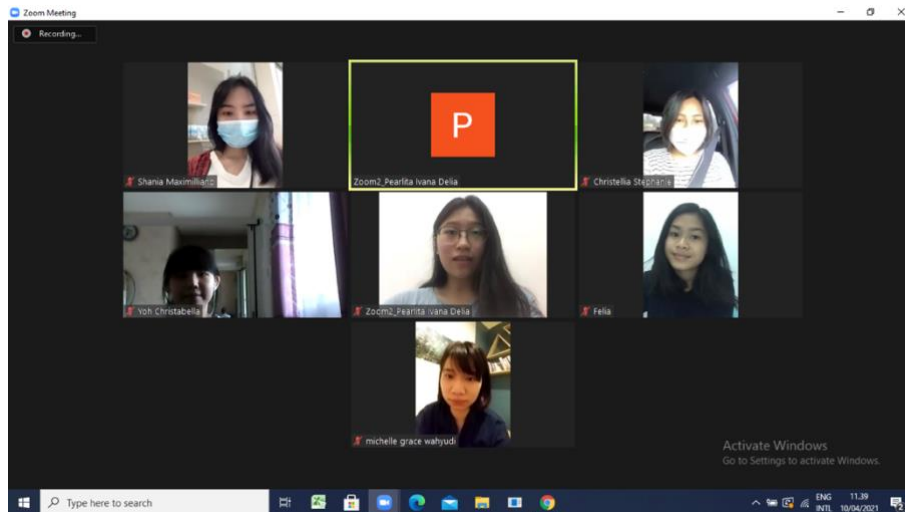 Zoom Meeting
Recording...
Shania Maximilliano
P
Zoom2_Pearlita Ivana Delia
Christellia Stephanie
Yoh Christabella
Zoom2_Pearlita Ivana Delia
Felia
michelle grace wahyudi
Activate Windows
Go to Settings to activate Windows.
Type here to search
ENG
INTL
11.39
10/04/2021
2